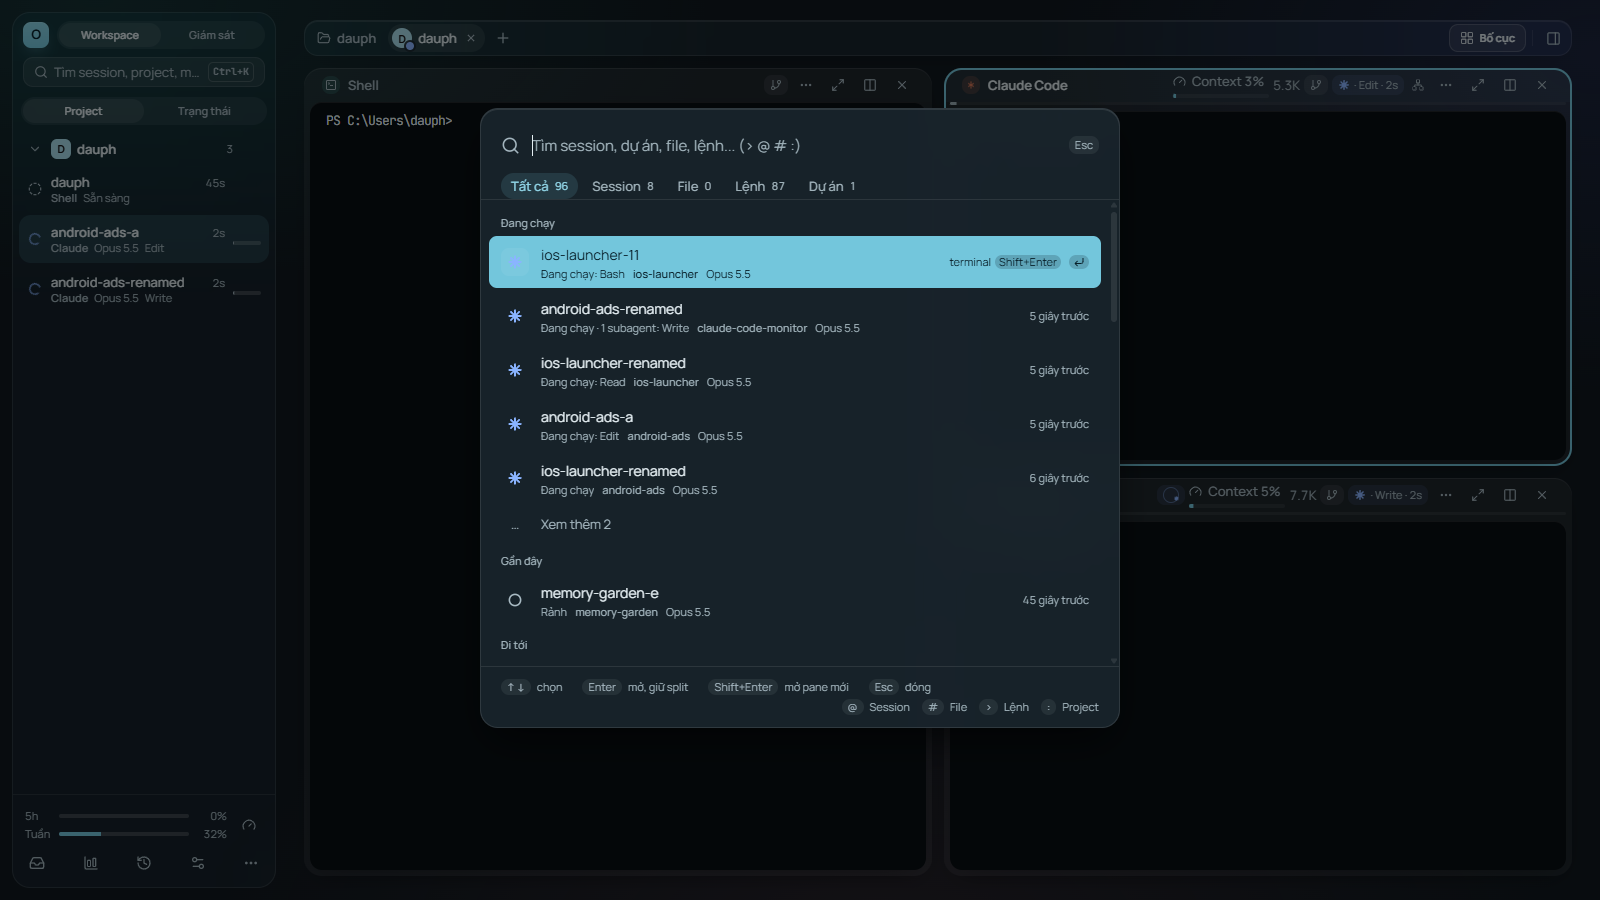 O Workspace Giám sát
Tìm session, project, m... Ctrl+K
Project Trạng thái
D dauph 3
dauph 45s
Shell Sẵn sàng
android-ads-a 2s
Claude Opus 5.5 Edit
android-ads-renamed 2s
Claude Opus 5.5 Write
5h 0%
Tuần 32%
dauph D dauph
Bố cục
Shell
PS C:\Users\dauph>
Claude Code Context 3% 5.3K · Edit · 2s
Context 5% 7.7K · Write · 2s
Tìm session, dự án, file, lệnh... (> @ # :) Esc
Tất cả 96 Session 8 File 0 Lệnh 87 Dự án 1
Đang chạy
ios-launcher-11
Đang chạy: Bash ios-launcher Opus 5.5
terminal Shift+Enter
android-ads-renamed
Đang chạy · 1 subagent: Write claude-code-monitor Opus 5.5
5 giây trước
ios-launcher-renamed
Đang chạy: Read ios-launcher Opus 5.5
5 giây trước
android-ads-a
Đang chạy: Edit android-ads Opus 5.5
5 giây trước
ios-launcher-renamed
Đang chạy android-ads Opus 5.5
6 giây trước
... Xem thêm 2
Gần đây
memory-garden-e
Rảnh memory-garden Opus 5.5
45 giây trước
Đi tới
↑↓ chọn Enter mở, giữ split Shift+Enter mở pane mới Esc đóng
@ Session # File > Lệnh : Project